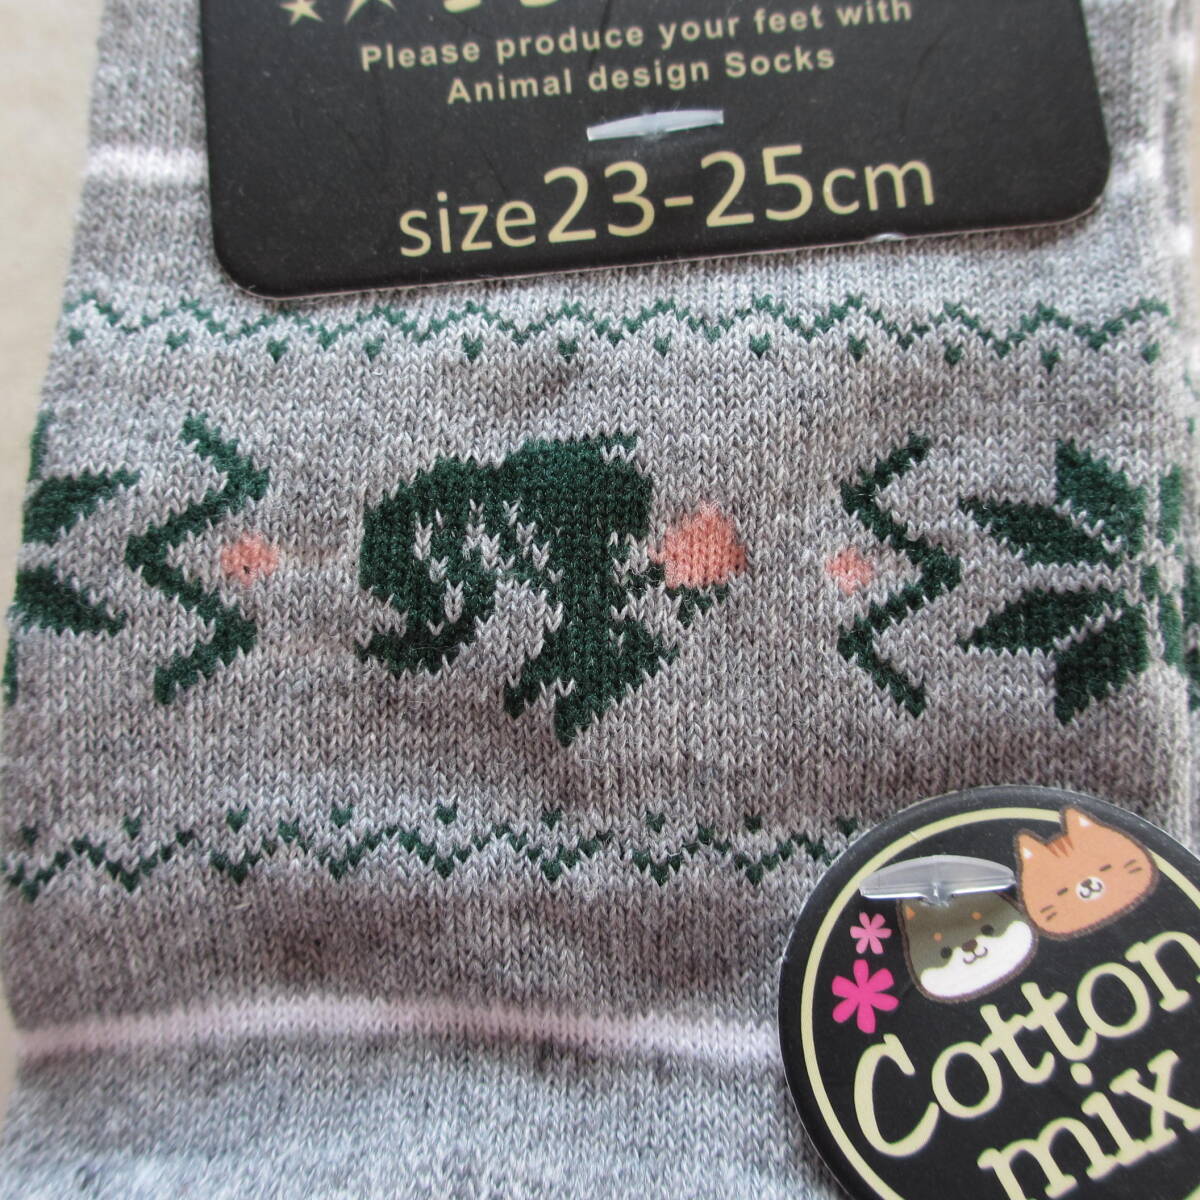 Please produce your feet with
Animal design Socks
size23-25cm
Cotton
mix